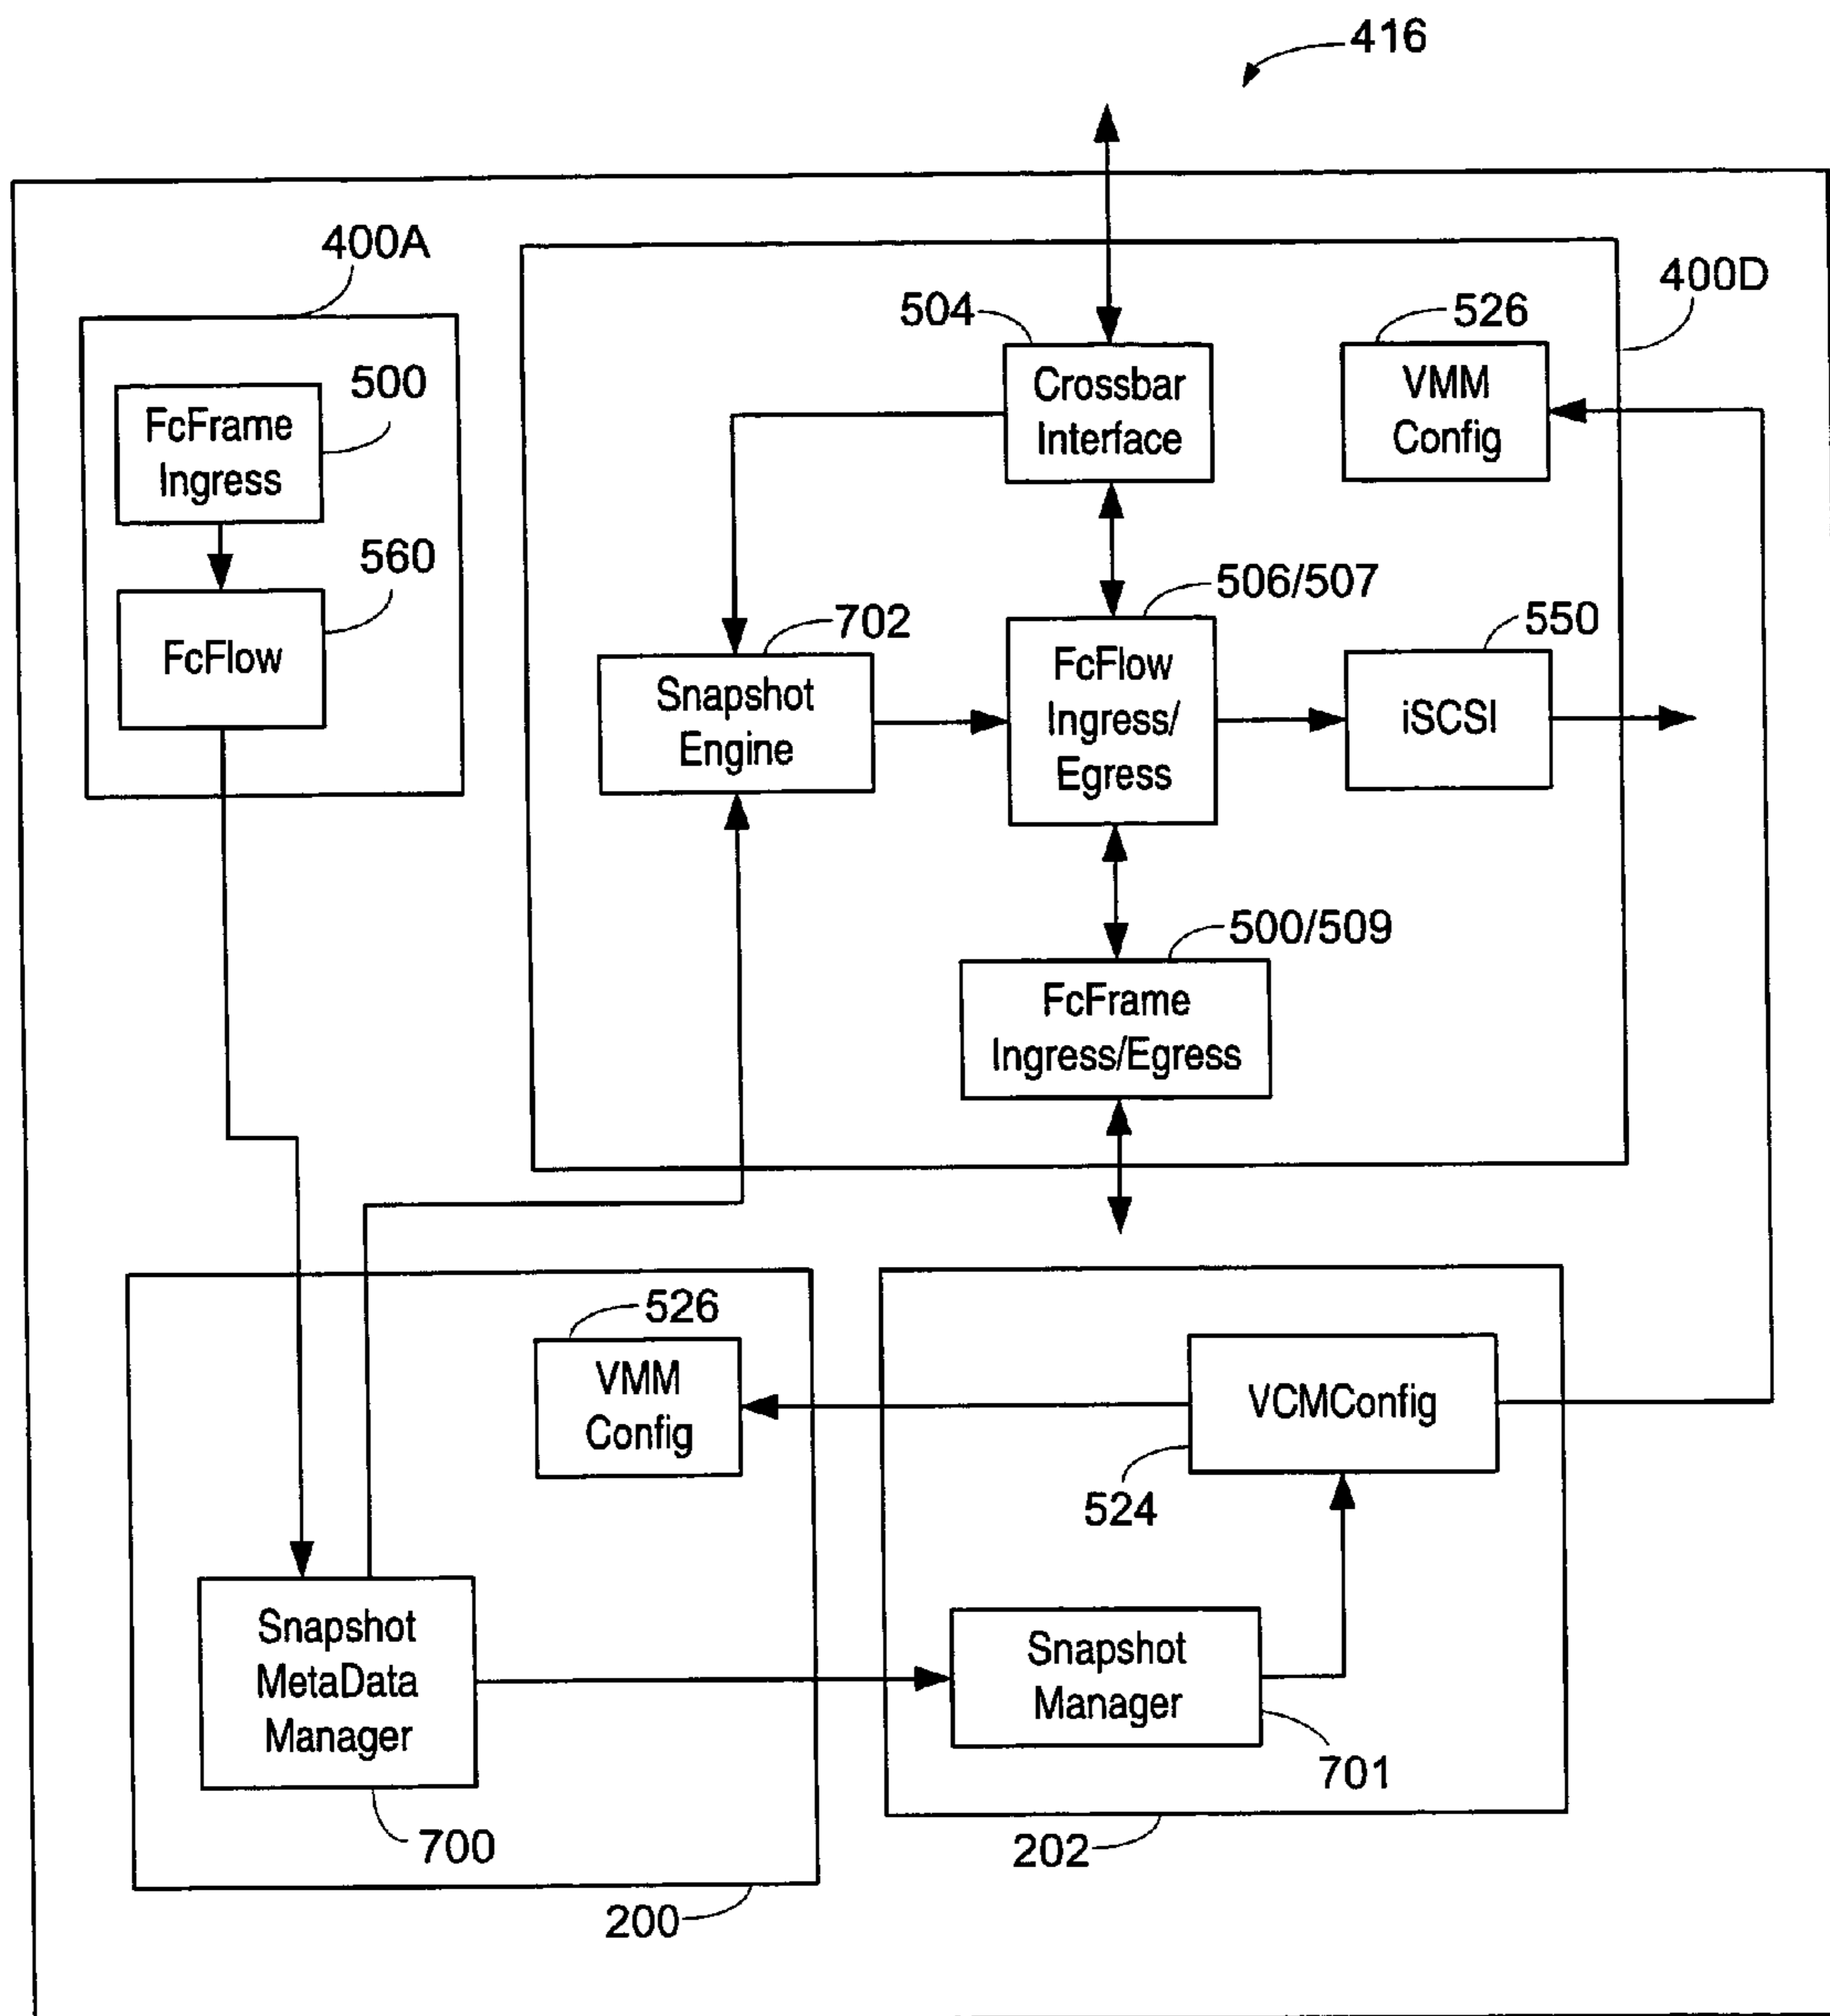 416
400A
400D
504
526
Crossbar
Interface
VMM
Config
500
FcFrame
Ingress
560
FcFlow
506/507
550
702
Snapshot
Engine
FcFlow
Ingress/
Egress
iSCSI
500/509
FcFrame
Ingress/Egress
526
VMM
Config
VCMConfig
524
Snapshot
MetaData
Manager
Snapshot
Manager
701
700
202
200